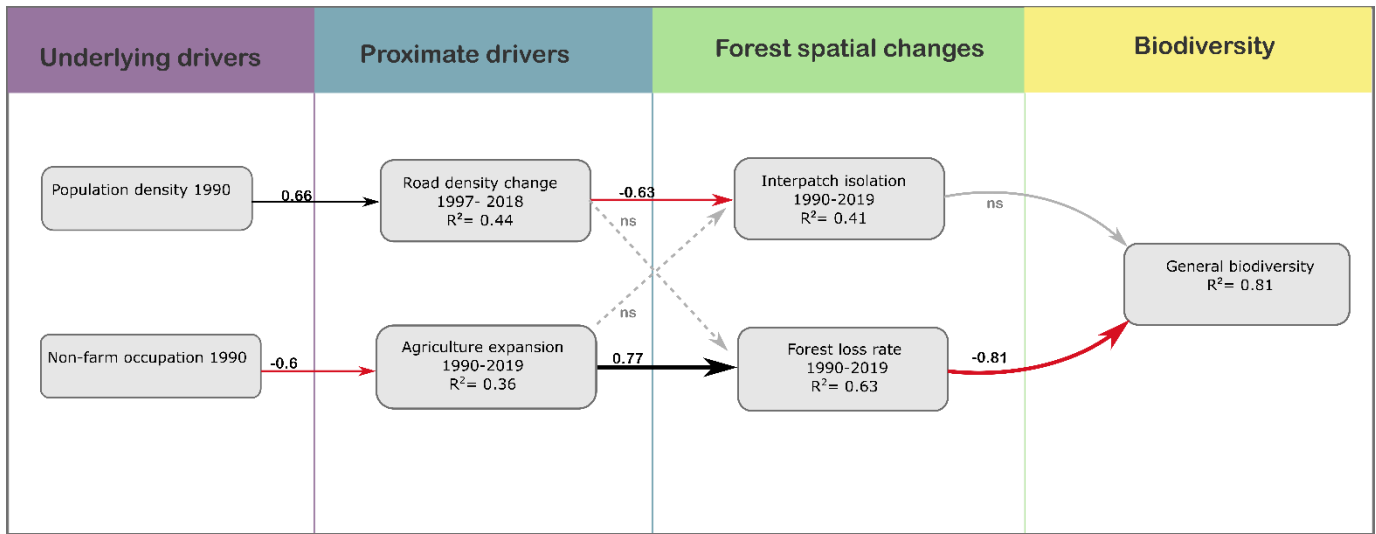 Underlying drivers
Proximate drivers
Forest spatial changes
Biodiversity
Population density 1990
0.66
Road density change
1997- 2018
R²= 0.44
-0.63
ns
Interpatch isolation
1990-2019
R²= 0.41
ns
General biodiversity
R²= 0.81
Non-farm occupation 1990
-0.6
Agriculture expansion
1990-2019
R²= 0.36
ns
0.77
Forest loss rate
1990-2019
R²= 0.63
-0.81